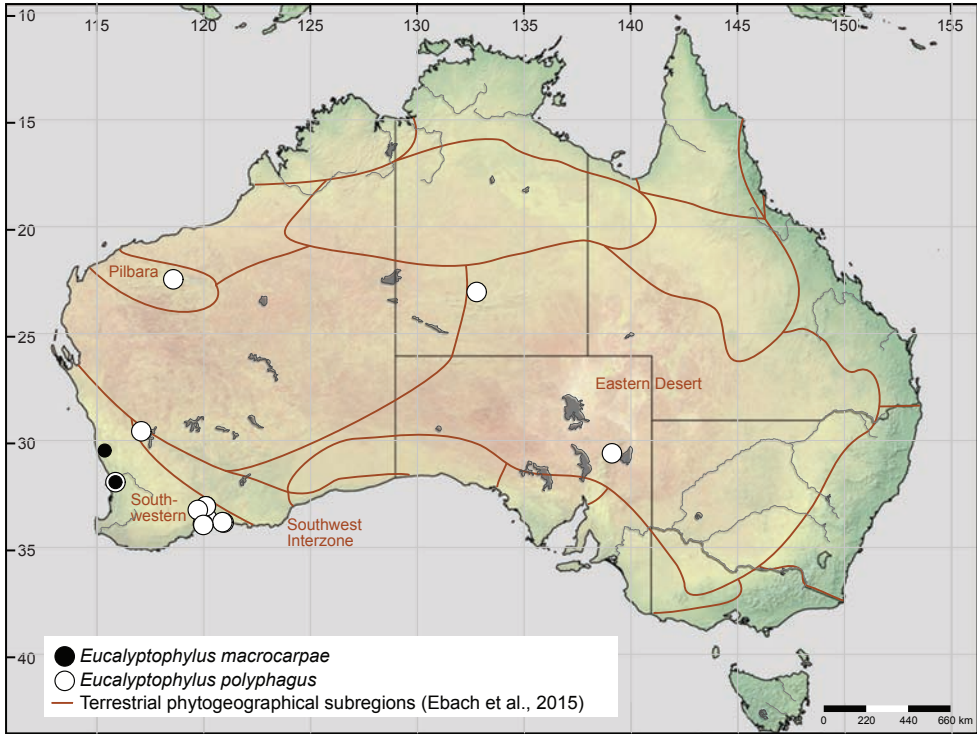 -10
115
120
125
130
135
140
145
150
155
-15
-20
-25
-30
-35
-40
Pilbara
Eastern Desert
South-
western
Southwest
Interzone
Eucalyptophylus macrocarpae
Eucalyptophylus polyphagus
Terrestrial phytogeographical subregions (Ebach et al., 2015)
0 220 440 660 km